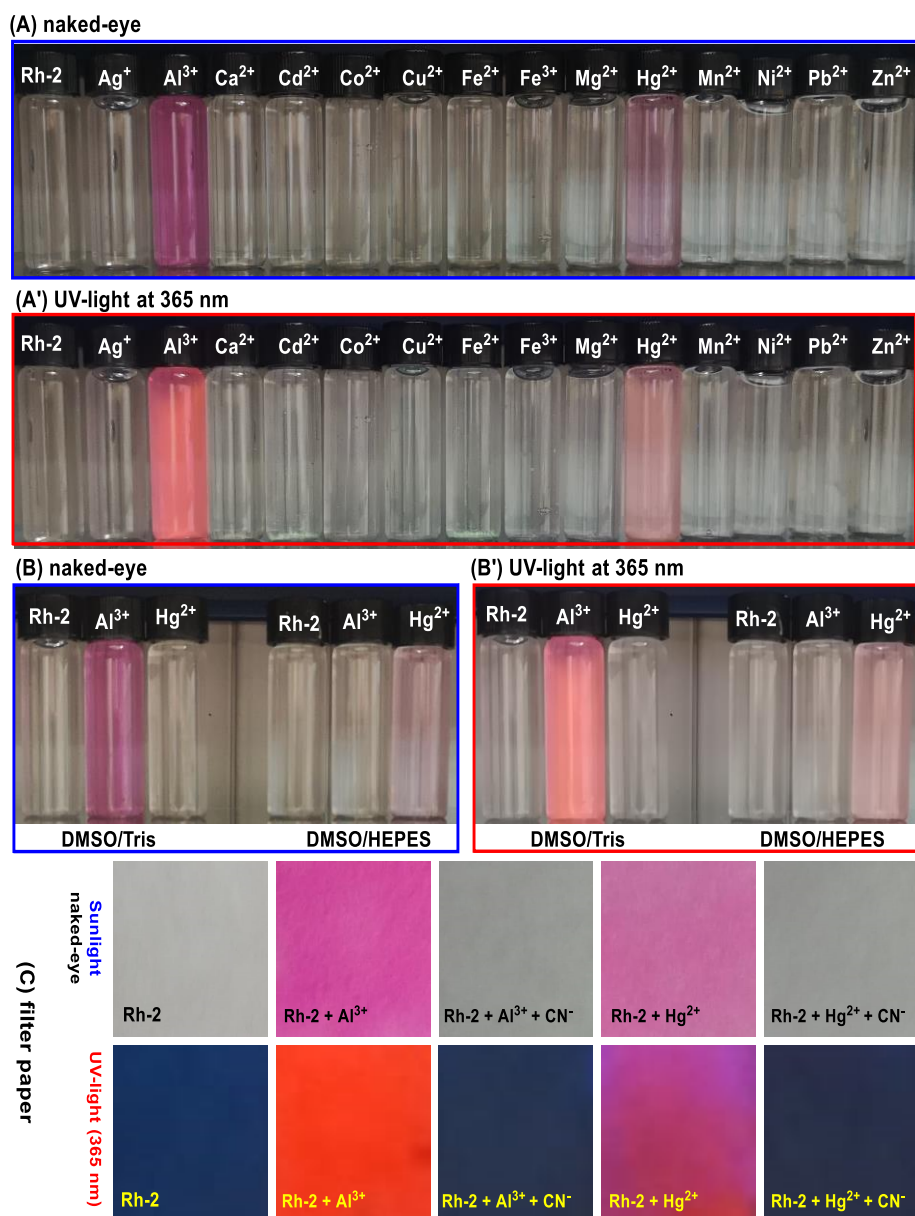 (A) naked-eye
Rh-2 Ag⁺ Al³⁺ Ca²⁺ Cd²⁺ Co²⁺ Cu²⁺ Fe²⁺ Fe³⁺ Mg²⁺ Hg²⁺ Mn²⁺ Ni²⁺ Pb²⁺ Zn²⁺
(A') UV-light at 365 nm
Rh-2 Ag⁺ Al³⁺ Ca²⁺ Cd²⁺ Co²⁺ Cu²⁺ Fe²⁺ Fe³⁺ Mg²⁺ Hg²⁺ Mn²⁺ Ni²⁺ Pb²⁺ Zn²⁺
(B) naked-eye
Rh-2 Al³⁺ Hg²⁺ Rh-2 Al³⁺ Hg²⁺
DMSO/Tris DMSO/HEPES
(B') UV-light at 365 nm
Rh-2 Al³⁺ Hg²⁺ Rh-2 Al³⁺ Hg²⁺
DMSO/Tris DMSO/HEPES
(C) filter paper
Sunlight
naked-eye
Rh-2 Rh-2 + Al³⁺ Rh-2 + Al³⁺ + CN⁻ Rh-2 + Hg²⁺ Rh-2 + Hg²⁺ + CN⁻
UV-light (365 nm)
Rh-2 Rh-2 + Al³⁺ Rh-2 + Al³⁺ + CN⁻ Rh-2 + Hg²⁺ Rh-2 + Hg²⁺ + CN⁻